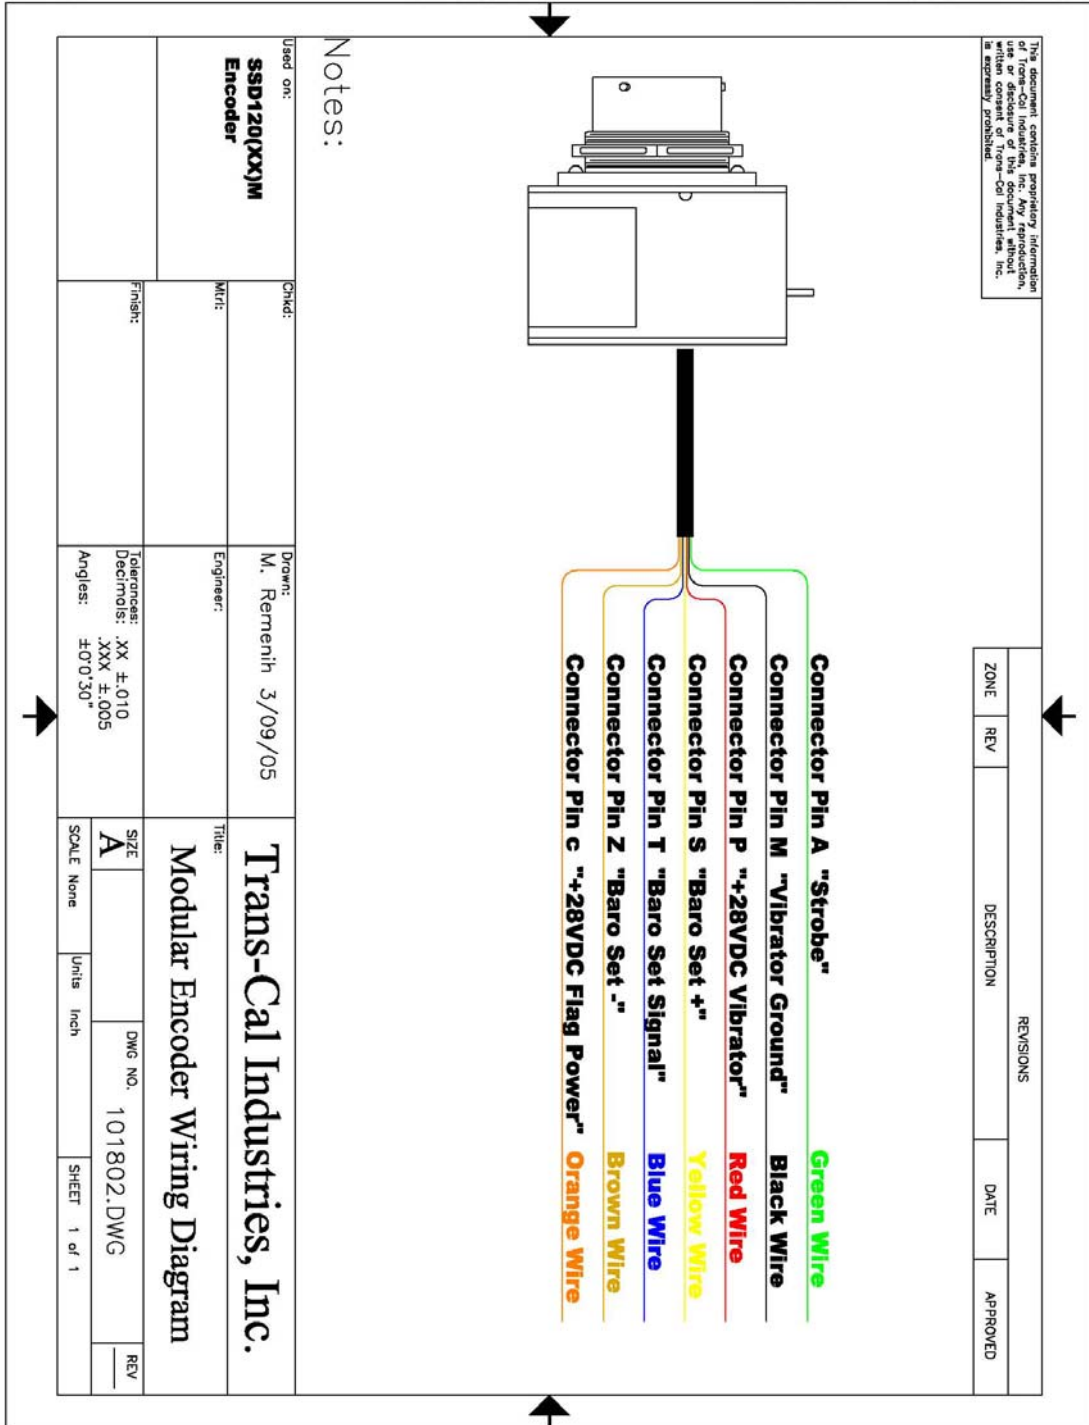 This document contains proprietary information
of Trans-Cal Industries, Inc. Any reproduction,
use or disclosure of this document without
written consent of Trans-Cal Industries, Inc.
is expressly prohibited.
REVISIONS
ZONE REV DESCRIPTION DATE APPROVED
Connector Pin A "Strobe" Green Wire
Connector Pin M "Vibrator Ground" Black Wire
Connector Pin P "+28VDC Vibrator" Red Wire
Connector Pin S "Baro Set +" Yellow Wire
Connector Pin T "Baro Set Signal" Blue Wire
Connector Pin Z "Baro Set -" Brown Wire
Connector Pin c "+28VDC Flag Power" Orange Wire
Notes:
Used on:
SSD120(XX)M
Encoder
Chkd:
Mtrl:
Finish:
Drawn:
M. Remenih 3/09/05
Engineer:
Tolerances:
Decimals: .XX ±.010
.XXX ±.005
Angles: ±0°0'30"
Trans-Cal Industries, Inc.
Title:
Modular Encoder Wiring Diagram
SIZE
A
DWG NO.
101802.DWG
REV
SCALE None
Units Inch
SHEET 1 of 1